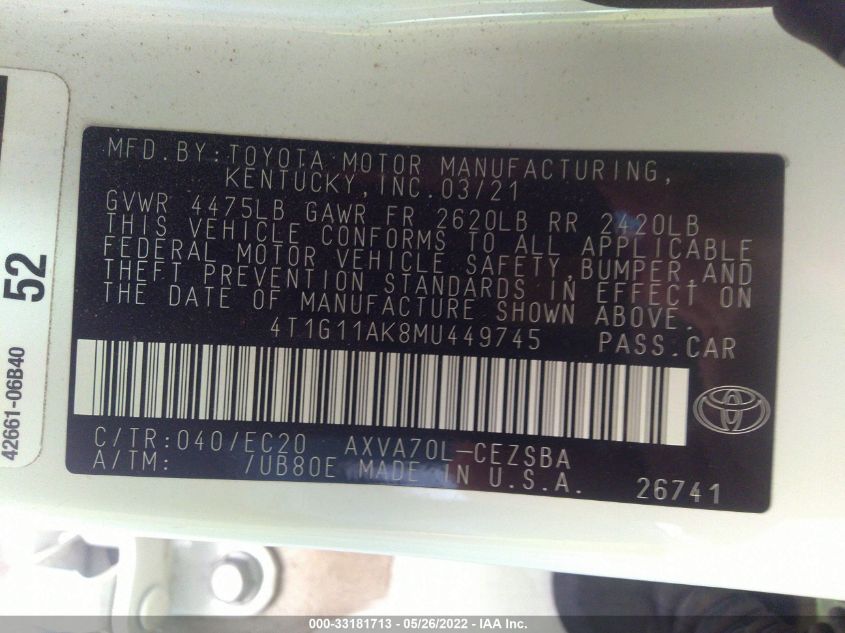 MFD.BY:TOYOTA MOTOR MANUFACTURING,
KENTUCKY,INC.03/21
GVWR 4475LB GAWR FR 2620LB RR 2420LB
THIS VEHICLE CONFORMS TO ALL APPLICABLE
FEDERAL MOTOR VEHICLE SAFETY,BUMPER,AND
THEFT PREVENTION STANDARDS IN EFFECT ON
THE DATE OF MANUFACTURE SHOWN ABOVE.
4T1G11AK8MU449745 PASS.CAR
C/TR:040/EC20 AXVA70L-CEZSBA
A/TM: /UB80E MADE IN U.S.A. 26741
52
42661-06B40
000-33181713 - 05/26/2022 - IAA Inc.